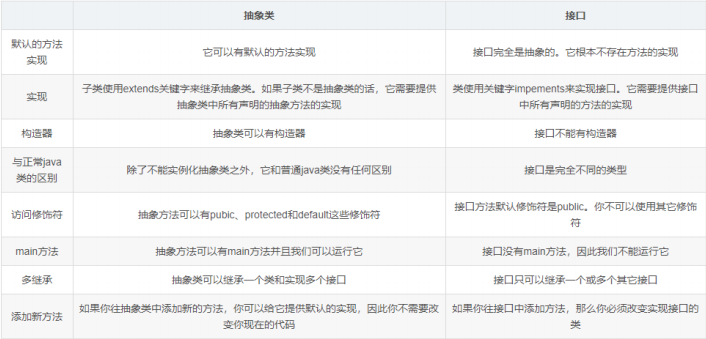 抽象类 接口
默认的方法
实现
它可以有默认的方法实现
接口完全是抽象的。它根本不存在方法的实现
实现
子类使用extends关键字来继承抽象类。如果子类不是抽象类的话，它需要提供
抽象类中所有声明的抽象方法的实现
类使用关键字impements来实现接口。它需要提供接口
中所有声明的方法的实现
构造器
抽象类可以有构造器
接口不能有构造器
与正常java
类的区别
除了不能实例化抽象类之外，它和普通java类没有任何区别
接口是完全不同的类型
访问修饰符
抽象方法可以有pubic、protected和default这些修饰符
接口方法默认修饰符是public。你不可以使用其它修饰
符
main方法
抽象方法可以有main方法并且我们可以运行它
接口没有main方法，因此我们不能运行它
多继承
抽象类可以继承一个类和实现多个接口
接口只可以继承一个或多个其它接口
添加新方法
如果你往抽象类中添加新的方法，你可以给它提供默认的实现，因此你不需要改
变你现在的代码
如果你往接口中添加方法，那么你必须改变实现接口的
类